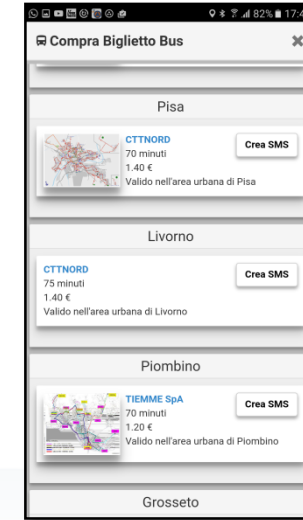 82% 17:4
Compra Biglietto Bus
Pisa
CTTNORD
70 minuti
1.40 €
Valido nell'area urbana di Pisa
Crea SMS
Livorno
CTTNORD
75 minuti
1.40 €
Valido nell'area urbana di Livorno
Crea SMS
Piombino
TIEMME SpA
70 minuti
1.20 €
Valido nell'area urbana di Piombino
Crea SMS
Grosseto